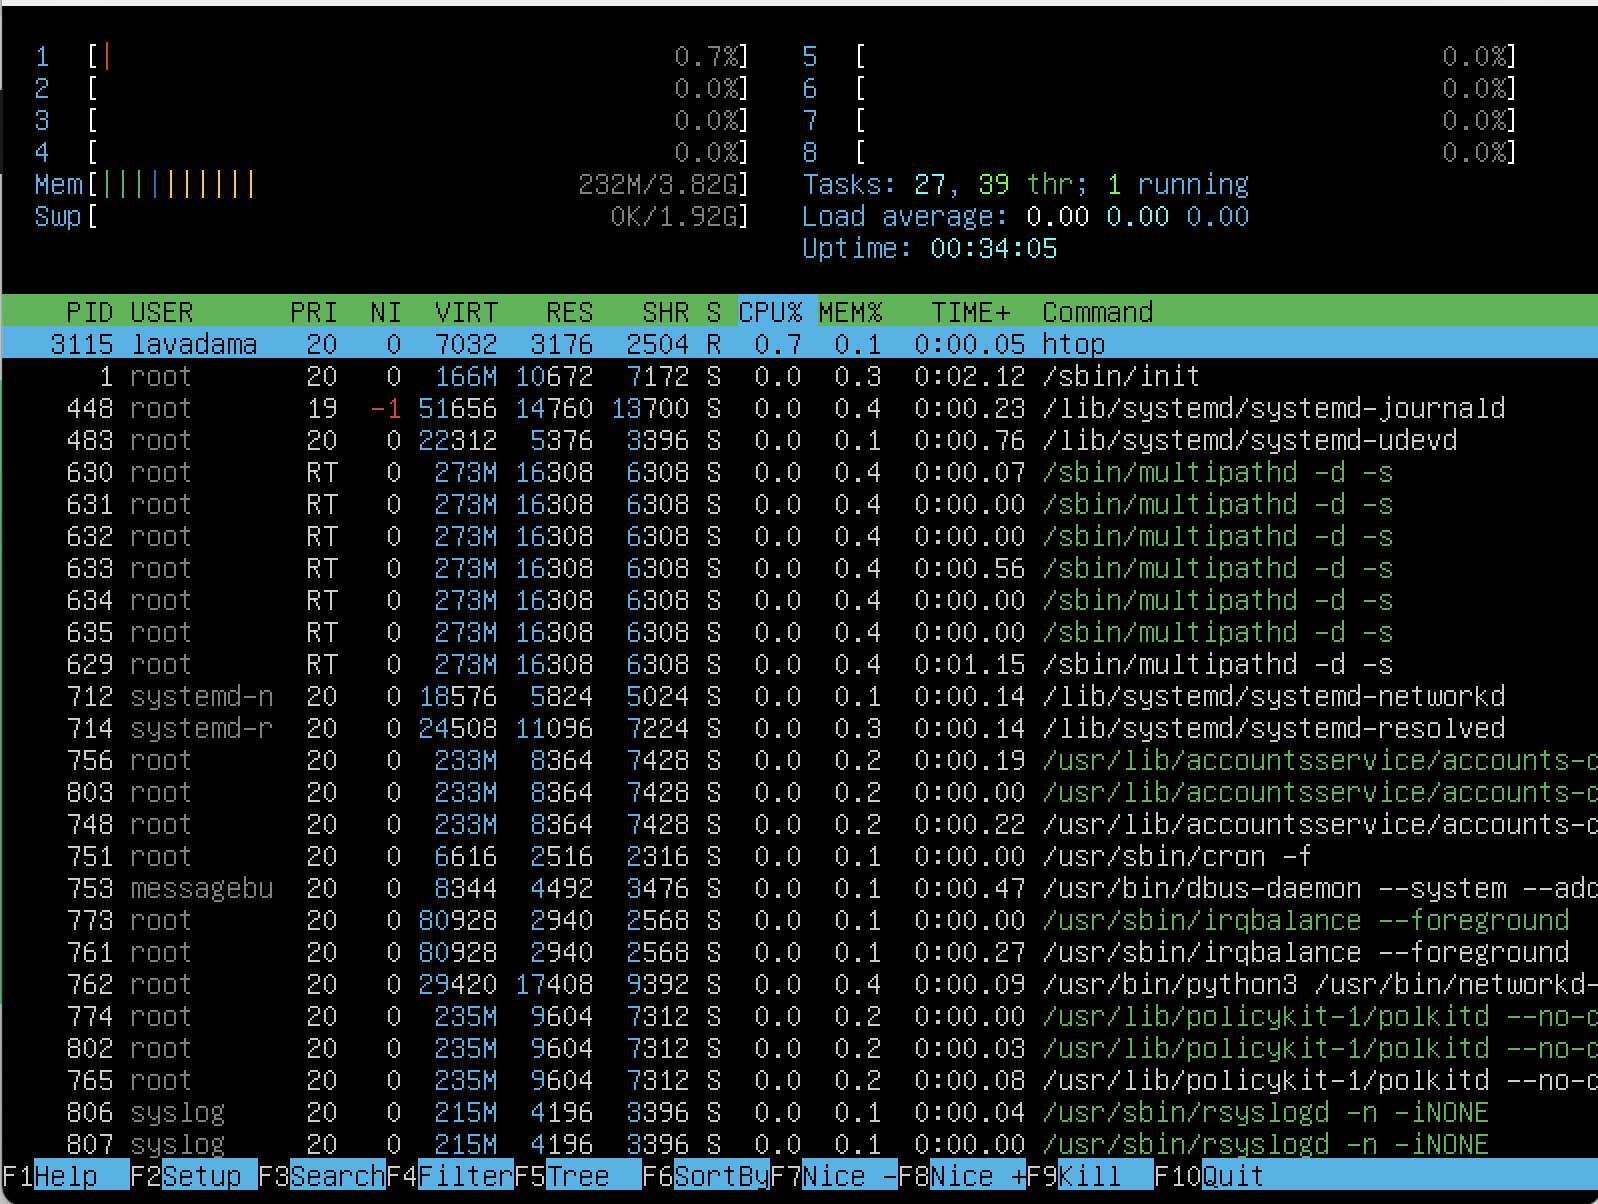 1 [| 0.7%] 5 [ 0.0%]
2 [ 0.0%] 6 [ 0.0%]
3 [ 0.0%] 7 [ 0.0%]
4 [ 0.0%] 8 [ 0.0%]
Mem[|||||||||| 232M/3.82G] Tasks: 27, 39 thr; 1 running
Swp[ 0K/1.92G] Load average: 0.00 0.00 0.00
Uptime: 00:34:05
PID USER PRI NI VIRT RES SHR S CPU% MEM% TIME+ Command
3115 lavadama 20 0 7032 3176 2504 R 0.7 0.1 0:00.05 htop
1 root 20 0 166M 10672 7172 S 0.0 0.3 0:02.12 /sbin/init
448 root 19 -1 51656 14760 13700 S 0.0 0.4 0:00.23 /lib/systemd/systemd-journald
483 root 20 0 22312 5376 3396 S 0.0 0.1 0:00.76 /lib/systemd/systemd-udevd
630 root RT 0 273M 16308 6308 S 0.0 0.4 0:00.07 /sbin/multipathd -d -s
631 root RT 0 273M 16308 6308 S 0.0 0.4 0:00.00 /sbin/multipathd -d -s
632 root RT 0 273M 16308 6308 S 0.0 0.4 0:00.00 /sbin/multipathd -d -s
633 root RT 0 273M 16308 6308 S 0.0 0.4 0:00.56 /sbin/multipathd -d -s
634 root RT 0 273M 16308 6308 S 0.0 0.4 0:00.00 /sbin/multipathd -d -s
635 root RT 0 273M 16308 6308 S 0.0 0.4 0:00.00 /sbin/multipathd -d -s
629 root RT 0 273M 16308 6308 S 0.0 0.4 0:01.15 /sbin/multipathd -d -s
712 systemd-n 20 0 18576 5824 5024 S 0.0 0.1 0:00.14 /lib/systemd/systemd-networkd
714 systemd-r 20 0 24508 11096 7224 S 0.0 0.3 0:00.14 /lib/systemd/systemd-resolved
756 root 20 0 233M 8364 7428 S 0.0 0.2 0:00.19 /usr/lib/accountsservice/accounts-
803 root 20 0 233M 8364 7428 S 0.0 0.2 0:00.00 /usr/lib/accountsservice/accounts-
748 root 20 0 233M 8364 7428 S 0.0 0.2 0:00.22 /usr/lib/accountsservice/accounts-
751 root 20 0 6616 2516 2316 S 0.0 0.1 0:00.00 /usr/sbin/cron -f
753 messagebu 20 0 8344 4492 3476 S 0.0 0.1 0:00.47 /usr/bin/dbus-daemon --system --ad
773 root 20 0 80928 2940 2568 S 0.0 0.1 0:00.00 /usr/sbin/irqbalance --foreground
761 root 20 0 80928 2940 2568 S 0.0 0.1 0:00.27 /usr/sbin/irqbalance --foreground
762 root 20 0 29420 17408 9392 S 0.0 0.4 0:00.09 /usr/bin/python3 /usr/bin/networkd-
774 root 20 0 235M 9604 7312 S 0.0 0.2 0:00.00 /usr/lib/policykit-1/polkitd --no-
802 root 20 0 235M 9604 7312 S 0.0 0.2 0:00.03 /usr/lib/policykit-1/polkitd --no-
765 root 20 0 235M 9604 7312 S 0.0 0.2 0:00.08 /usr/lib/policykit-1/polkitd --no-
806 syslog 20 0 215M 4196 3396 S 0.0 0.1 0:00.04 /usr/sbin/rsyslogd -n -iNONE
807 syslog 20 0 215M 4196 3396 S 0.0 0.1 0:00.00 /usr/sbin/rsyslogd -n -iNONE
F1Help F2Setup F3SearchF4FilterF5Tree F6SortByF7Nice -F8Nice +F9Kill F10Quit